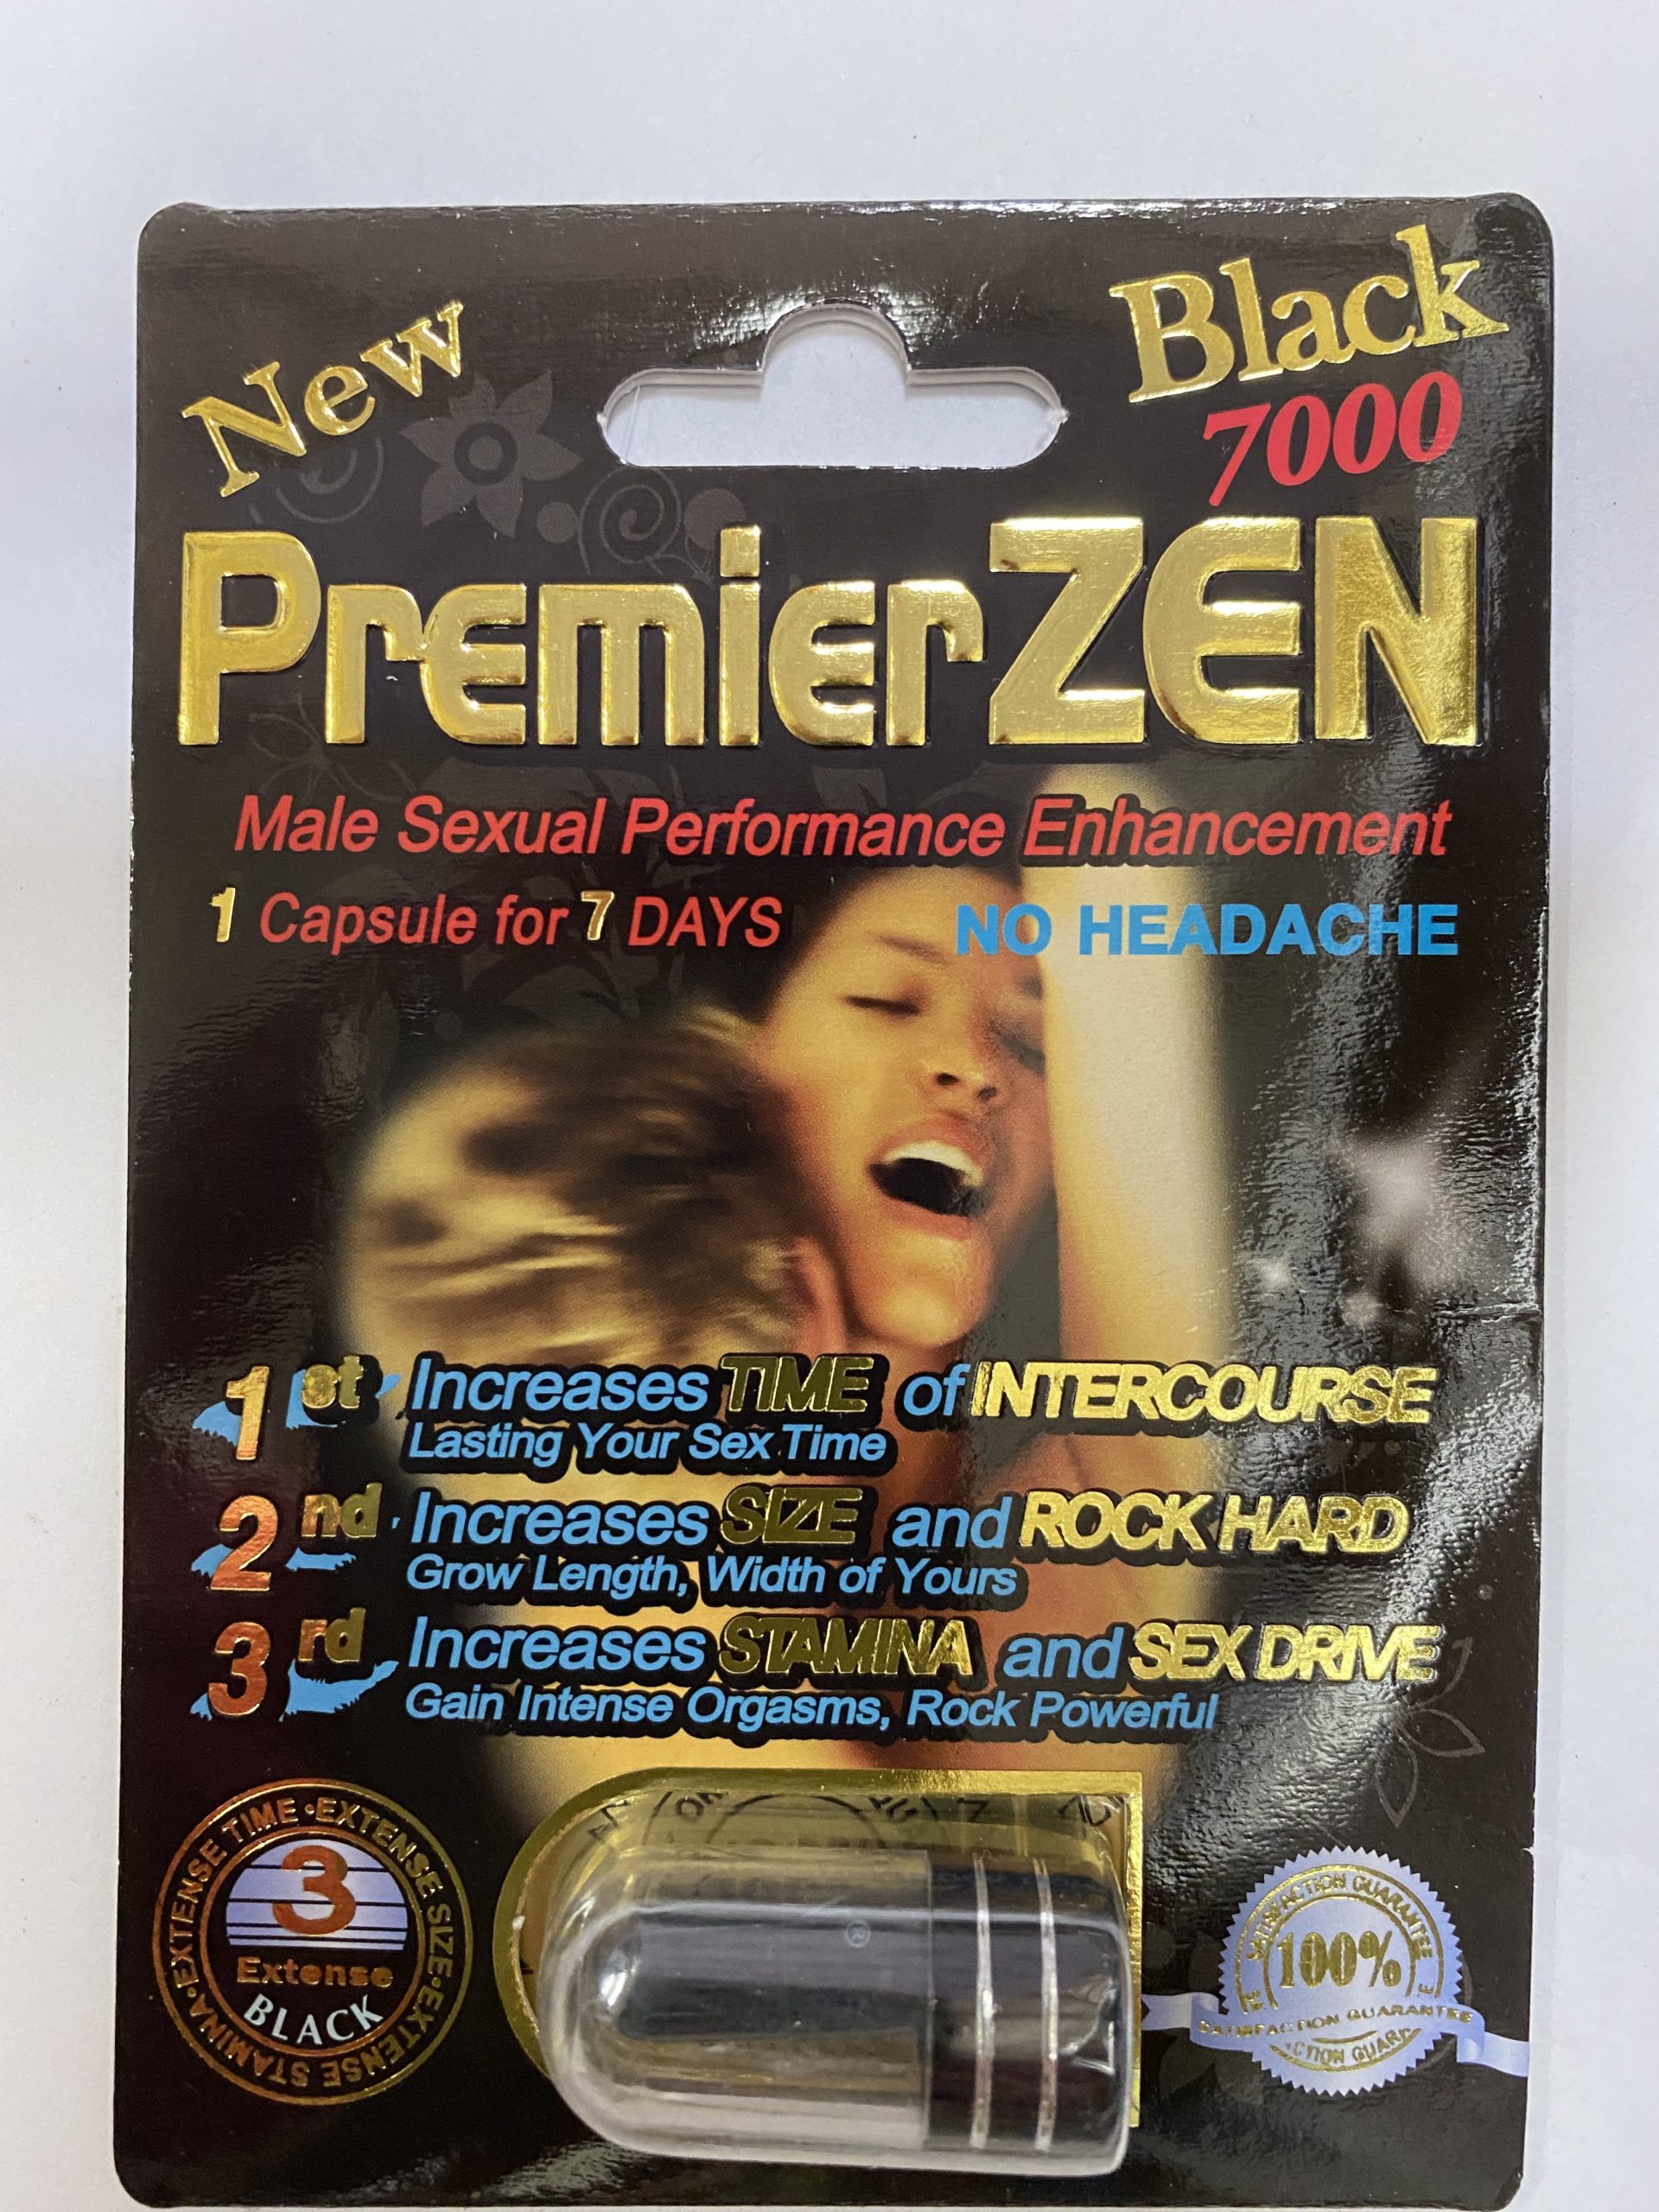 New
Black
7000
PremierZEN
Male Sexual Performance Enhancement
1 Capsule for 7 DAYS
NO HEADACHE
1st Increases TIME of INTERCOURSE
Lasting Your Sex Time
2nd Increases SIZE and ROCK HARD
Grow Length, Width of Yours
3rd Increases STAMINA and SEX DRIVE
Gain Intense Orgasms, Rock Powerful
EXTENSE TIME • EXTENSE SIZE • EXTENSE STAMINA •
3
Extense
BLACK
SATISFACTION GUARANTEE
100%
SATISFACTION GUARANTEE